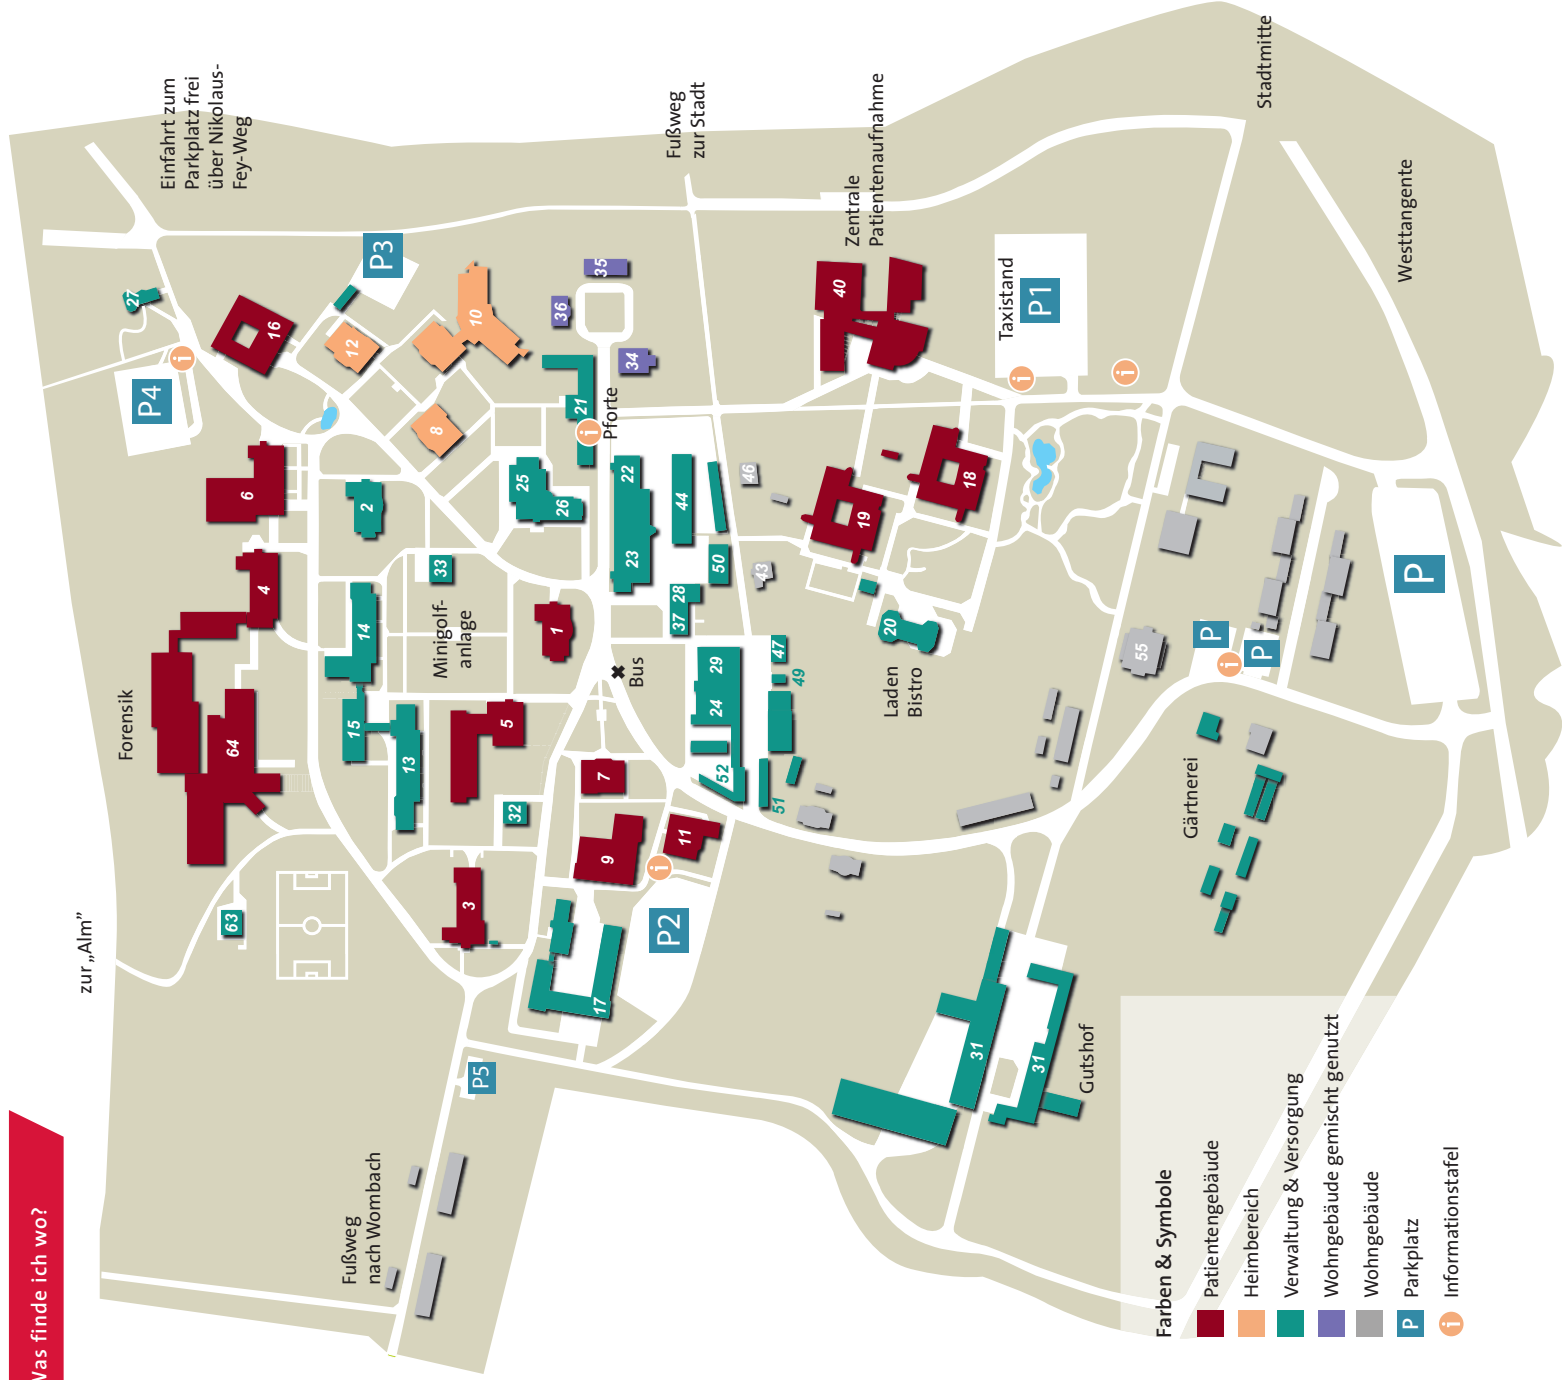 Was finde ich wo?
zur „Alm”
Forensik
Einfahrt zum
Parkplatz frei
über Nikolaus-
Fey-Weg
Fußweg
nach Wombach
Minigolf-
anlage
Bus
Pforte
Fußweg
zur Stadt
Zentrale
Patientenaufnahme
Taxistand
Stadtmitte
Westtangente
Laden
Bistro
Gärtnerei
Gutshof
P4
P3
P5
P2
P1
P
P
P
63
64
4
6
16
27
15
14
2
12
3
13
5
32
33
8
10
17
9
7
1
26
25
21
36
35
34
11
52
24
29
37
28
23
22
44
50
46
43
51
49
47
20
19
18
40
31
31
55
i
i
i
i
i
i
Farben & Symbole
Patientengebäude
Heimbereich
Verwaltung & Versorgung
Wohngebäude gemischt genutzt
Wohngebäude
P Parkplatz
i Informationstafel